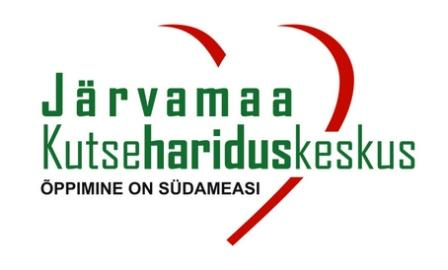 Järvamaa
Kutsehariduskeskus
ÕPPIMINE ON SÜDAMEASI